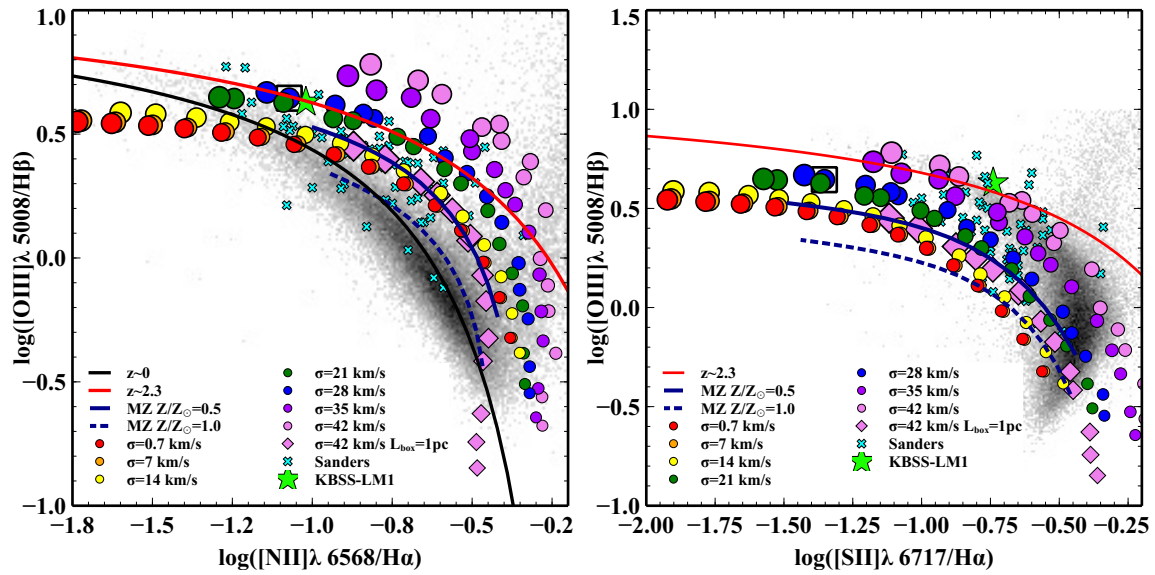 1.0
0.5
0.0
−0.5
−1.0
log([OIII]λ 5008/Hβ)
z~0
z~2.3
MZ Z/Z⊙=0.5
MZ Z/Z⊙=1.0
σ=0.7 km/s
σ=7 km/s
σ=14 km/s
σ=21 km/s
σ=28 km/s
σ=35 km/s
σ=42 km/s
σ=42 km/s Lbox=1pc
Sanders
KBSS-LM1
−1.8 −1.5 −1.2 −1.0 −0.8 −0.5 −0.2
log([NII]λ 6568/Hα)
1.5
1.0
0.5
0.0
−0.5
−1.0
log([OIII]λ 5008/Hβ)
z~2.3
MZ Z/Z⊙=0.5
MZ Z/Z⊙=1.0
σ=0.7 km/s
σ=7 km/s
σ=14 km/s
σ=21 km/s
σ=28 km/s
σ=35 km/s
σ=42 km/s
σ=42 km/s Lbox=1pc
Sanders
KBSS-LM1
−2.00 −1.75 −1.50 −1.25 −1.00 −0.75 −0.50 −0.20
log([SII]λ 6717/Hα)